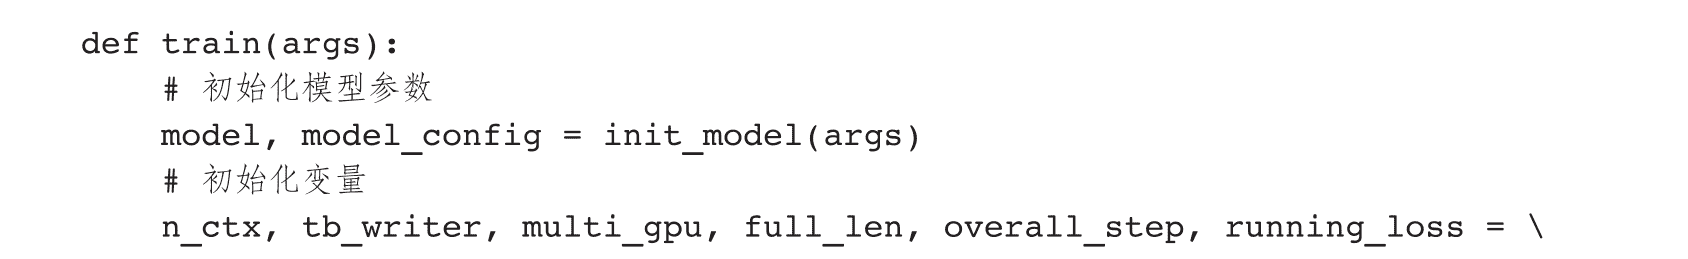 def train(args):
    # 初始化模型参数
    model, model_config = init_model(args)
    # 初始化变量
    n_ctx, tb_writer, multi_gpu, full_len, overall_step, running_loss = \